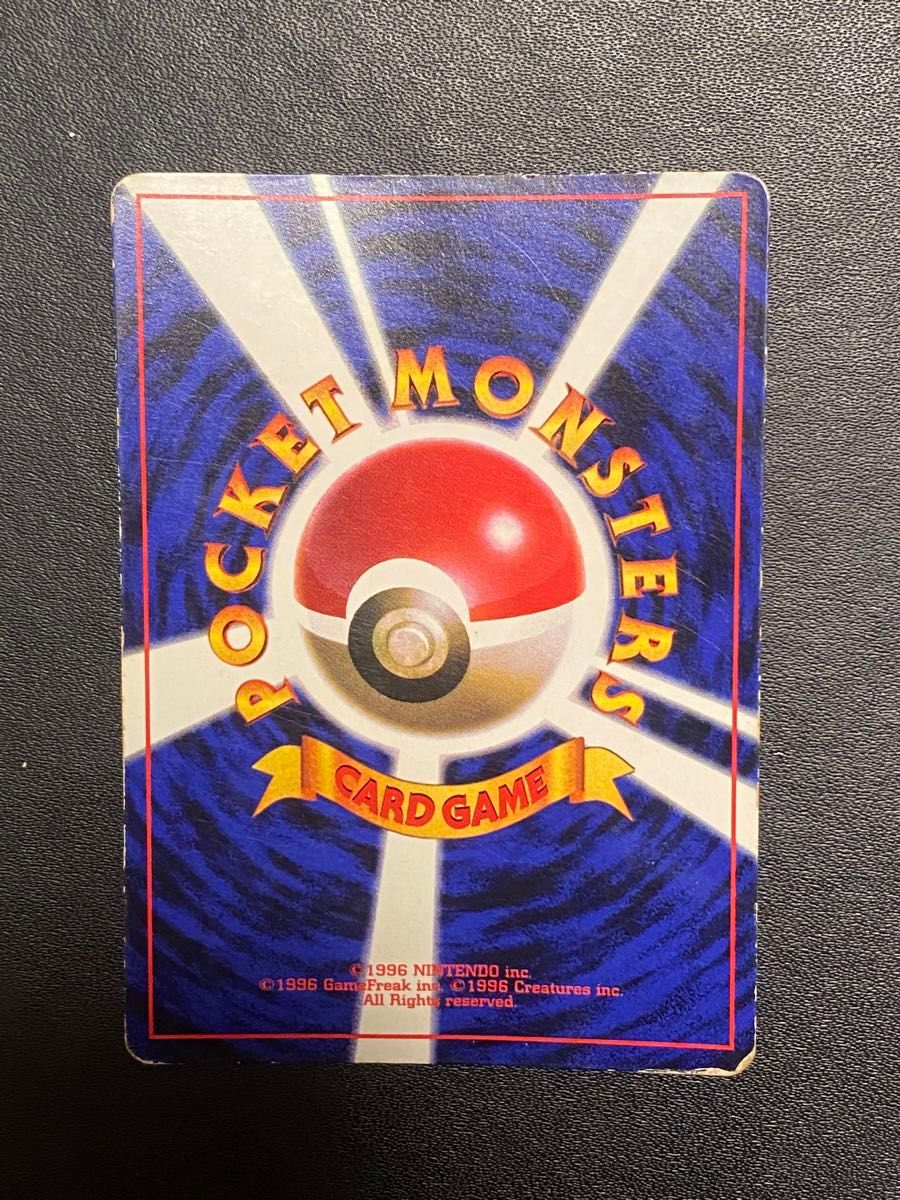 POCKET MONSTERS
CARD GAME
©1996 NINTENDO inc.
©1996 GameFreak inc. ©1996 Creatures inc.
All Rights reserved.